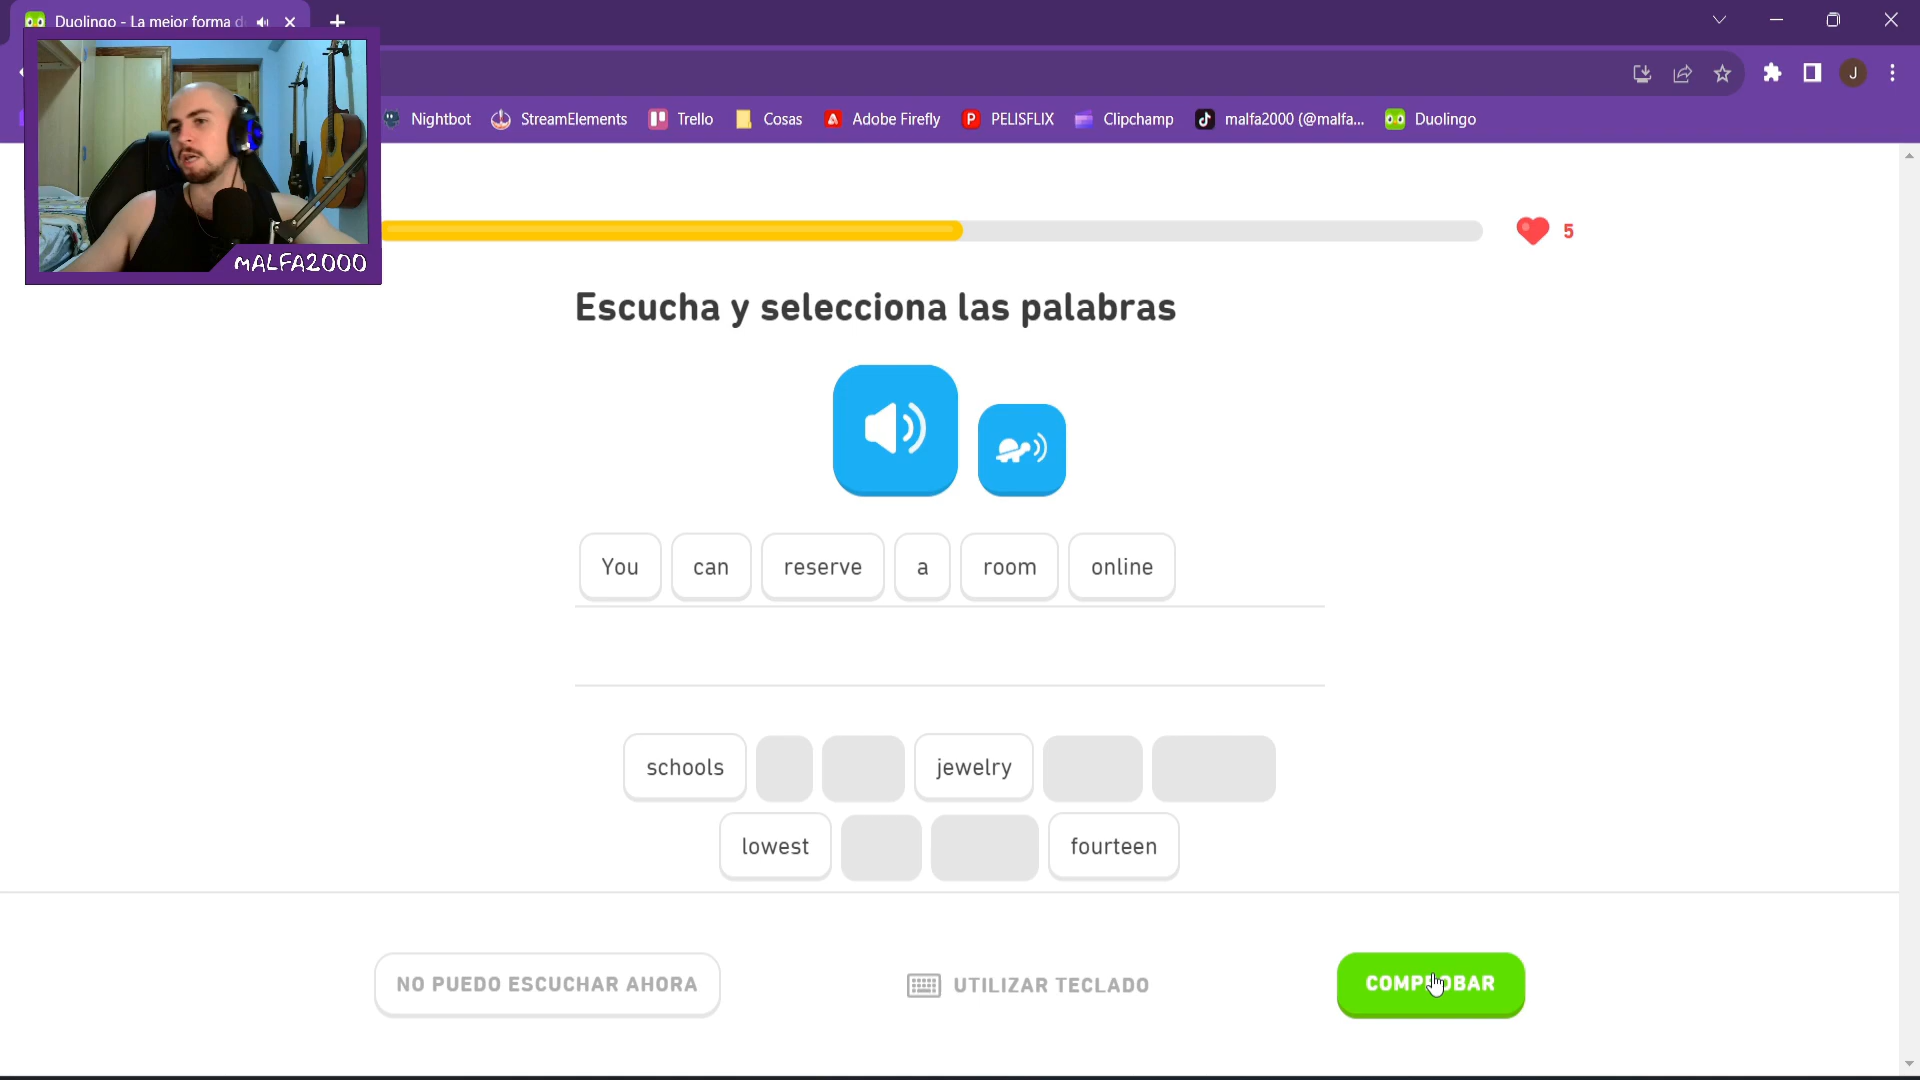 Duolingo - La mejor forma d
J
Nightbot StreamElements Trello Cosas Adobe Firefly PELISFLIX Clipchamp malfa2000 (@malfa... Duolingo
MALFA2000
5
Escucha y selecciona las palabras
You can reserve a room online
schools jewelry
lowest fourteen
NO PUEDO ESCUCHAR AHORA UTILIZAR TECLADO COMPROBAR